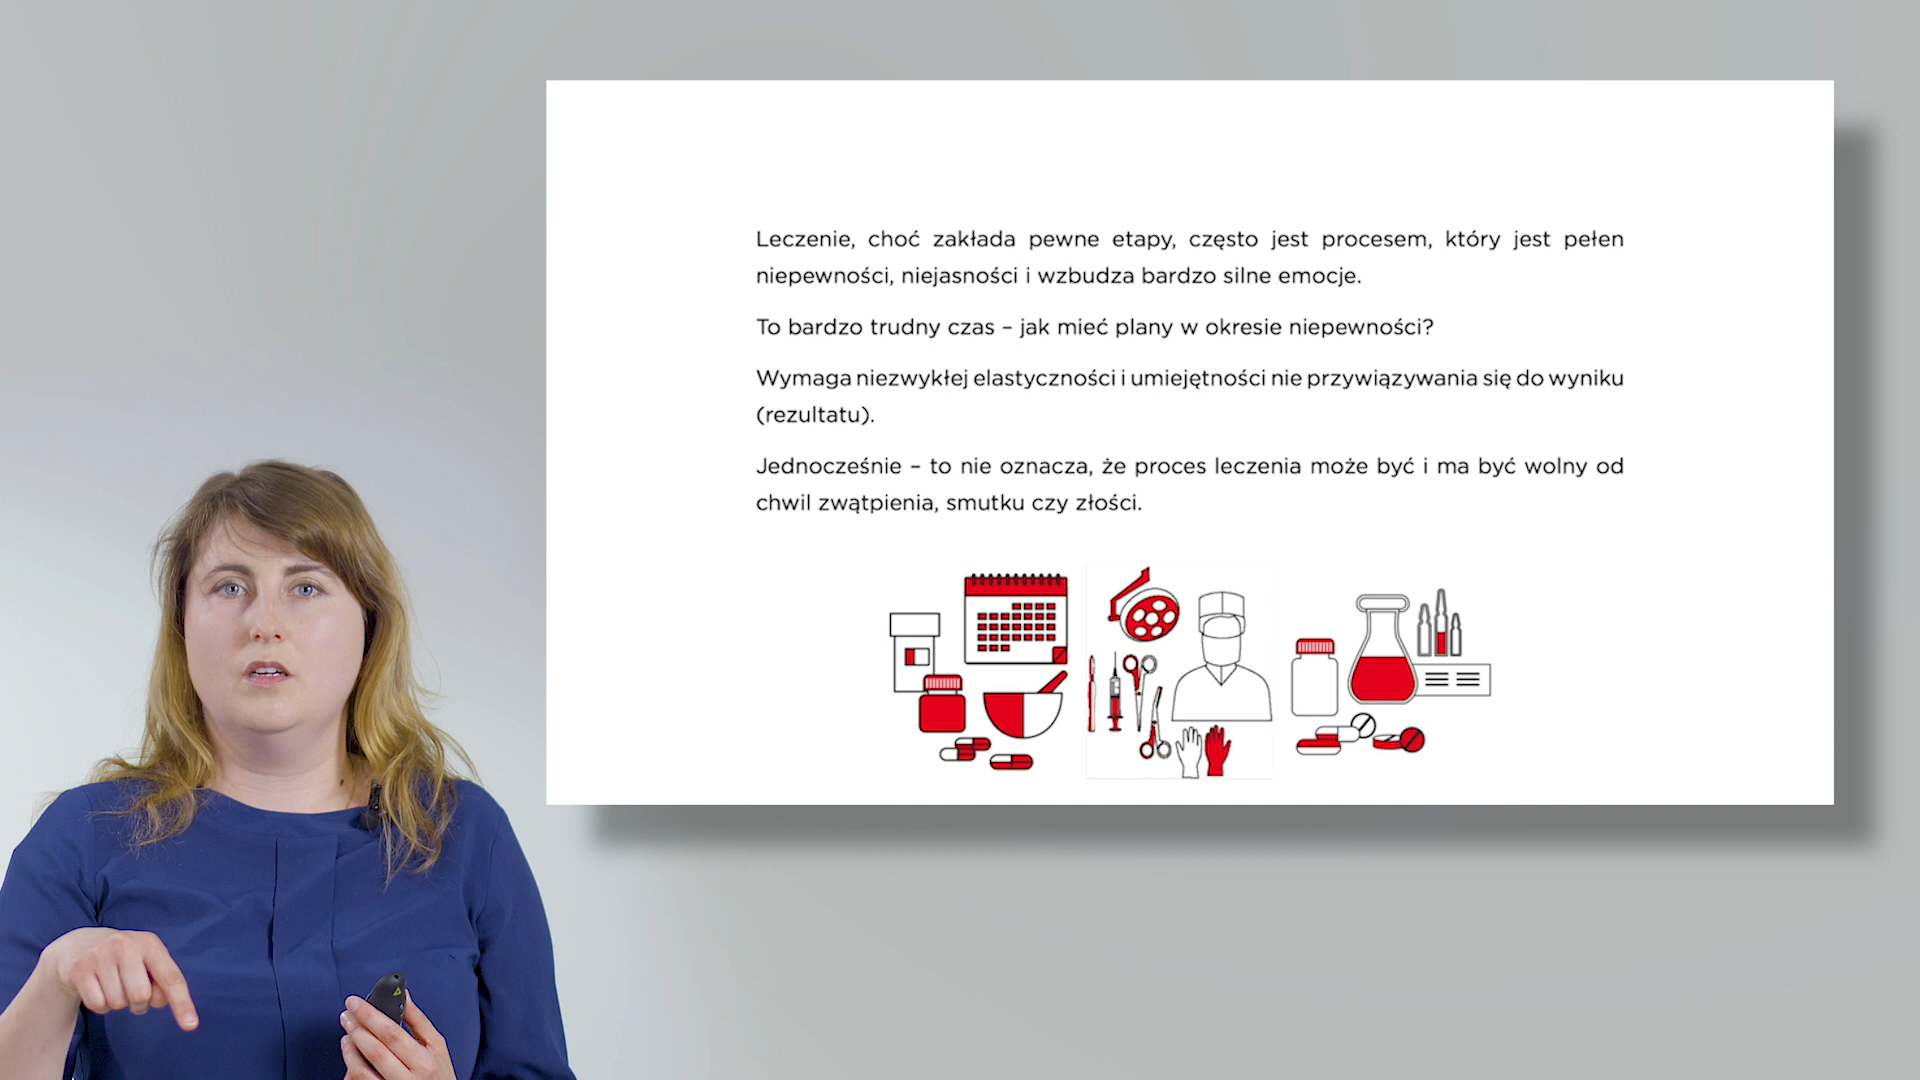 Leczenie, choć zakłada pewne etapy, często jest procesem, który jest pełen
niepewności, niejasności i wzbudza bardzo silne emocje.
To bardzo trudny czas – jak mieć plany w okresie niepewności?
Wymaga niezwykłej elastyczności i umiejętności nie przywiązywania się do wyniku
(rezultatu).
Jednocześnie – to nie oznacza, że proces leczenia może być i ma być wolny od
chwil zwątpienia, smutku czy złości.